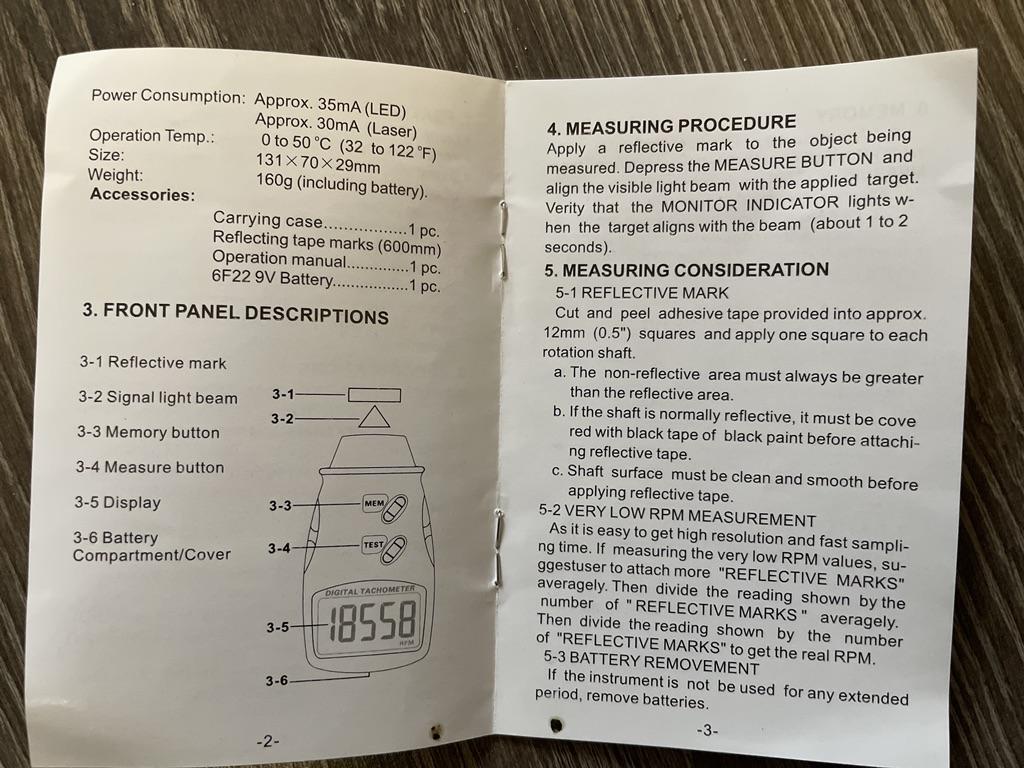 Power Consumption: Approx. 35mA (LED)
Approx. 30mA (Laser)
Operation Temp.: 0 to 50 °C (32 to 122 °F)
Size: 131×70×29mm
Weight: 160g (including battery).
Accessories:
Carrying case.................1 pc.
Reflecting tape marks (600mm)
Operation manual.............1 pc.
6F22 9V Battery................1 pc.
3. FRONT PANEL DESCRIPTIONS
3-1 Reflective mark
3-2 Signal light beam
3-3 Memory button
3-4 Measure button
3-5 Display
3-6 Battery
Compartment/Cover
3-1
3-2
3-3
MEM
3-4
TEST
DIGITAL TACHOMETER
3-5
18558
RPM
3-6
-2-
4. MEASURING PROCEDURE
Apply a reflective mark to the object being
measured. Depress the MEASURE BUTTON and
align the visible light beam with the applied target.
Verity that the MONITOR INDICATOR lights w-
hen the target aligns with the beam (about 1 to 2
seconds).
5. MEASURING CONSIDERATION
5-1 REFLECTIVE MARK
Cut and peel adhesive tape provided into approx.
12mm (0.5") squares and apply one square to each
rotation shaft.
a. The non-reflective area must always be greater
than the reflective area.
b. If the shaft is normally reflective, it must be cove
red with black tape of black paint before attachi-
ng reflective tape.
c. Shaft surface must be clean and smooth before
applying reflective tape.
5-2 VERY LOW RPM MEASUREMENT
As it is easy to get high resolution and fast sampli-
ng time. If measuring the very low RPM values, su-
ggestuser to attach more "REFLECTIVE MARKS"
averagely. Then divide the reading shown by the
number of "REFLECTIVE MARKS" averagely.
Then divide the reading shown by the number
of "REFLECTIVE MARKS" to get the real RPM.
5-3 BATTERY REMOVEMENT
If the instrument is not be used for any extended
period, remove batteries.
-3-